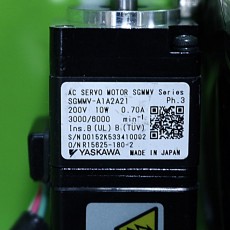 AC SERVO MOTOR SGMMV Series
SGMMV-A1A2A21 Ph.3
200V 10W 0.70A
3000/6000 min⁻¹
Ins.B (UL) B (TÜV)
S/N D0152K533410002
O/N R15625-180-2
YASKAWA MADE IN JAPAN